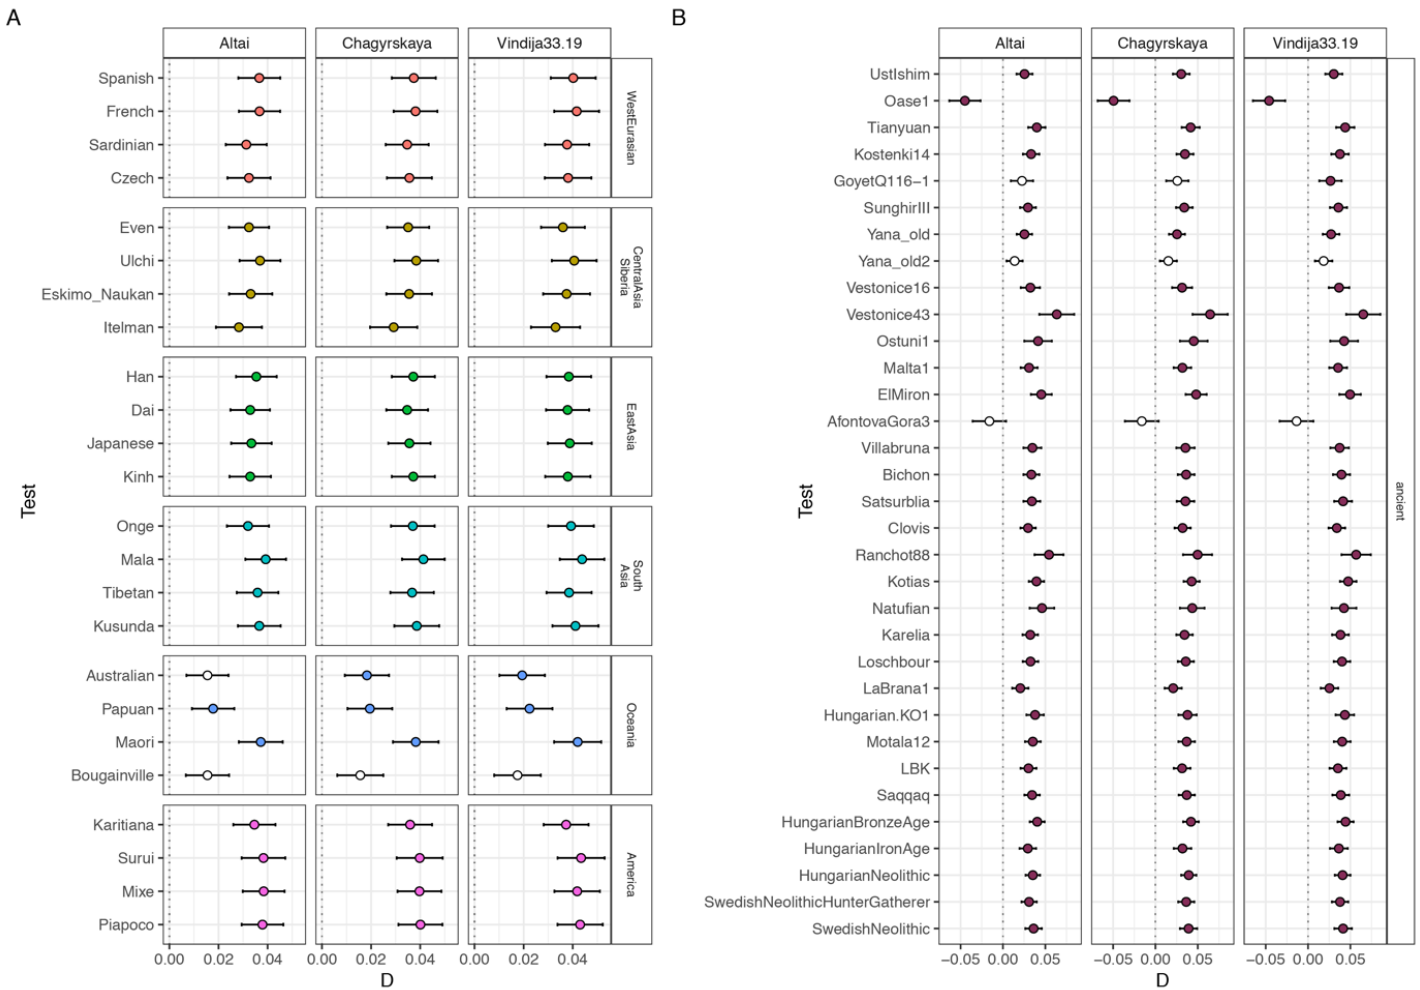 A
Altai
Chagyrskaya
Vindija33.19
Test
Spanish
French
Sardinian
Czech
WestEurasian
Even
Ulchi
Eskimo_Naukan
Itelman
CentralAsia
Siberia
Han
Dai
Japanese
Kinh
EastAsia
Onge
Mala
Tibetan
Kusunda
South
Asia
Australian
Papuan
Maori
Bougainville
Oceania
Karitiana
Surui
Mixe
Piapoco
America
0.00 0.02 0.04 0.00 0.02 0.04 0.00 0.02 0.04
D
B
Altai
Chagyrskaya
Vindija33.19
Test
UstIshim
Oase1
Tianyuan
Kostenki14
GoyetQ116−1
SunghirIII
Yana_old
Yana_old2
Vestonice16
Vestonice43
Ostuni1
Malta1
ElMiron
AfontovaGora3
Villabruna
Bichon
Satsurblia
Clovis
Ranchot88
Kotias
Natufian
Karelia
Loschbour
LaBrana1
Hungarian.KO1
Motala12
LBK
Saqqaq
HungarianBronzeAge
HungarianIronAge
HungarianNeolithic
SwedishNeolithicHunterGatherer
SwedishNeolithic
ancient
−0.05 0.00 0.05 −0.05 0.00 0.05 −0.05 0.00 0.05
D